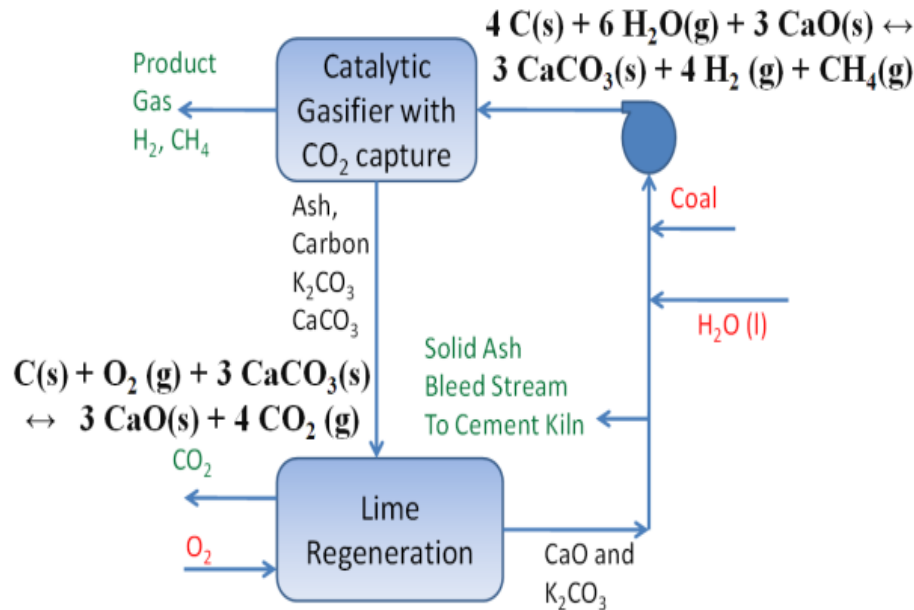 4 C(s) + 6 H₂O(g) + 3 CaO(s) ↔
3 CaCO₃(s) + 4 H₂ (g) + CH₄(g)
Product
Gas
H₂, CH₄
Catalytic
Gasifier with
CO₂ capture
Coal
Ash,
Carbon
K₂CO₃
CaCO₃
H₂O (l)
Solid Ash
Bleed Stream
To Cement Kiln
C(s) + O₂ (g) + 3 CaCO₃(s)
↔ 3 CaO(s) + 4 CO₂ (g)
CO₂
O₂
Lime
Regeneration
CaO and
K₂CO₃